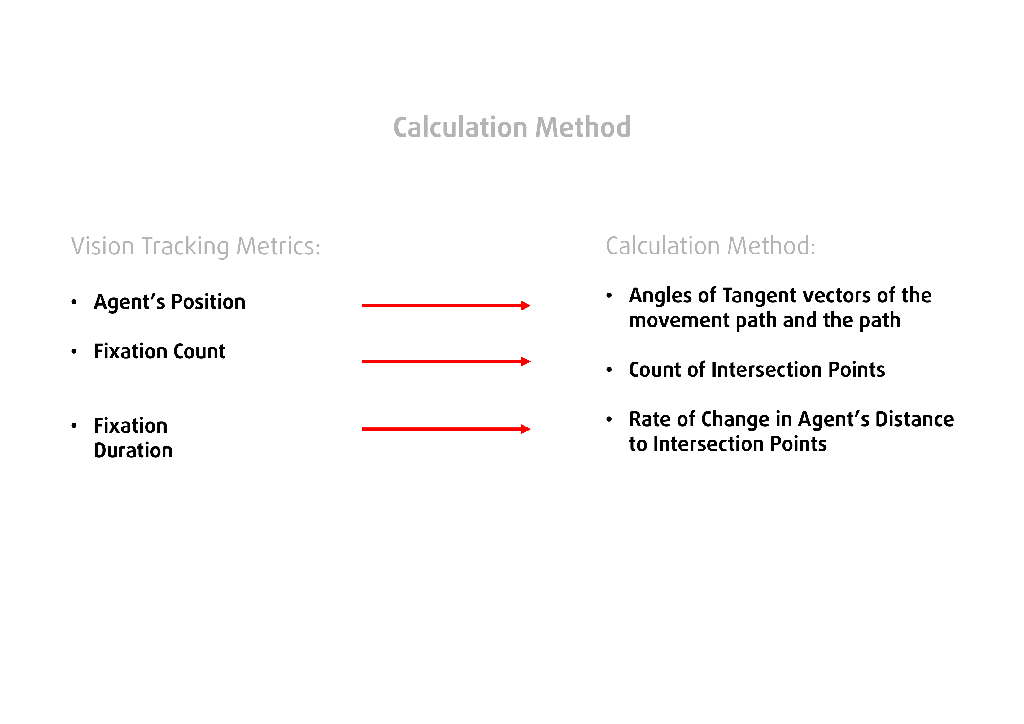 Calculation Method
Vision Tracking Metrics:
• Agent’s Position
• Fixation Count
• Fixation
Duration
Calculation Method:
• Angles of Tangent vectors of the
movement path and the path
• Count of Intersection Points
• Rate of Change in Agent’s Distance
to Intersection Points